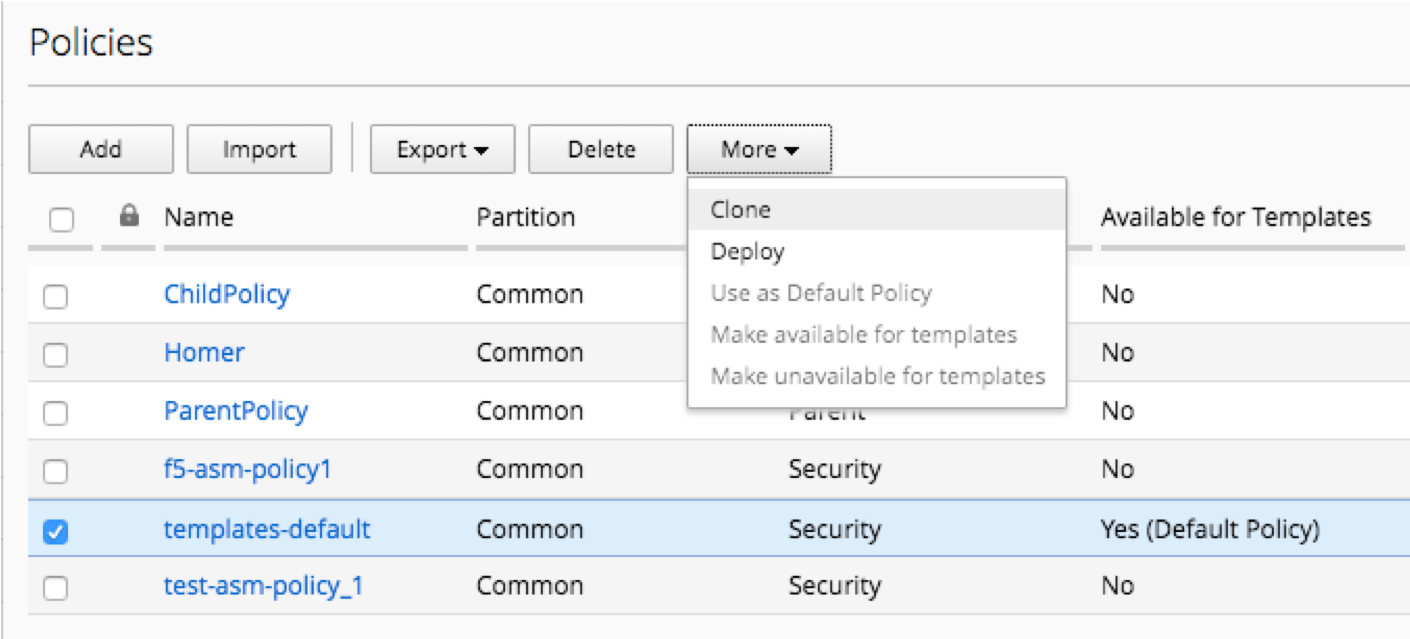 Policies
Add Import Export Delete More
Name Partition Available for Templates
Clone
Deploy
Use as Default Policy
Make available for templates
Make unavailable for templates
ChildPolicy Common No
Homer Common No
ParentPolicy Common Parent No
f5-asm-policy1 Common Security No
templates-default Common Security Yes (Default Policy)
test-asm-policy_1 Common Security No